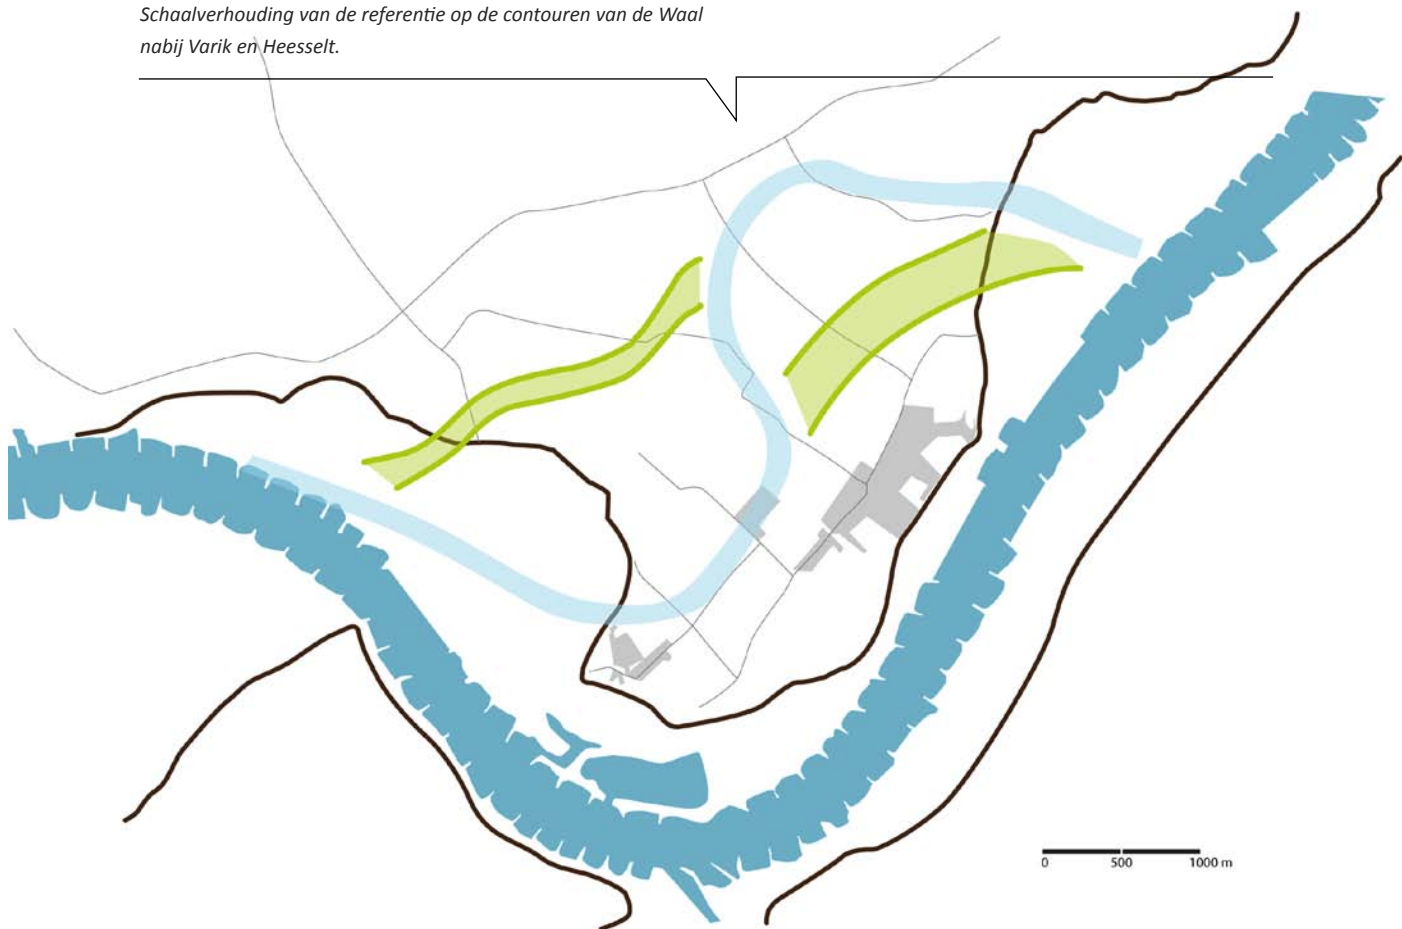 Schaalverhouding van de referentie op de contouren van de Waal
nabij Varik en Heesselt.
0 500 1000 m